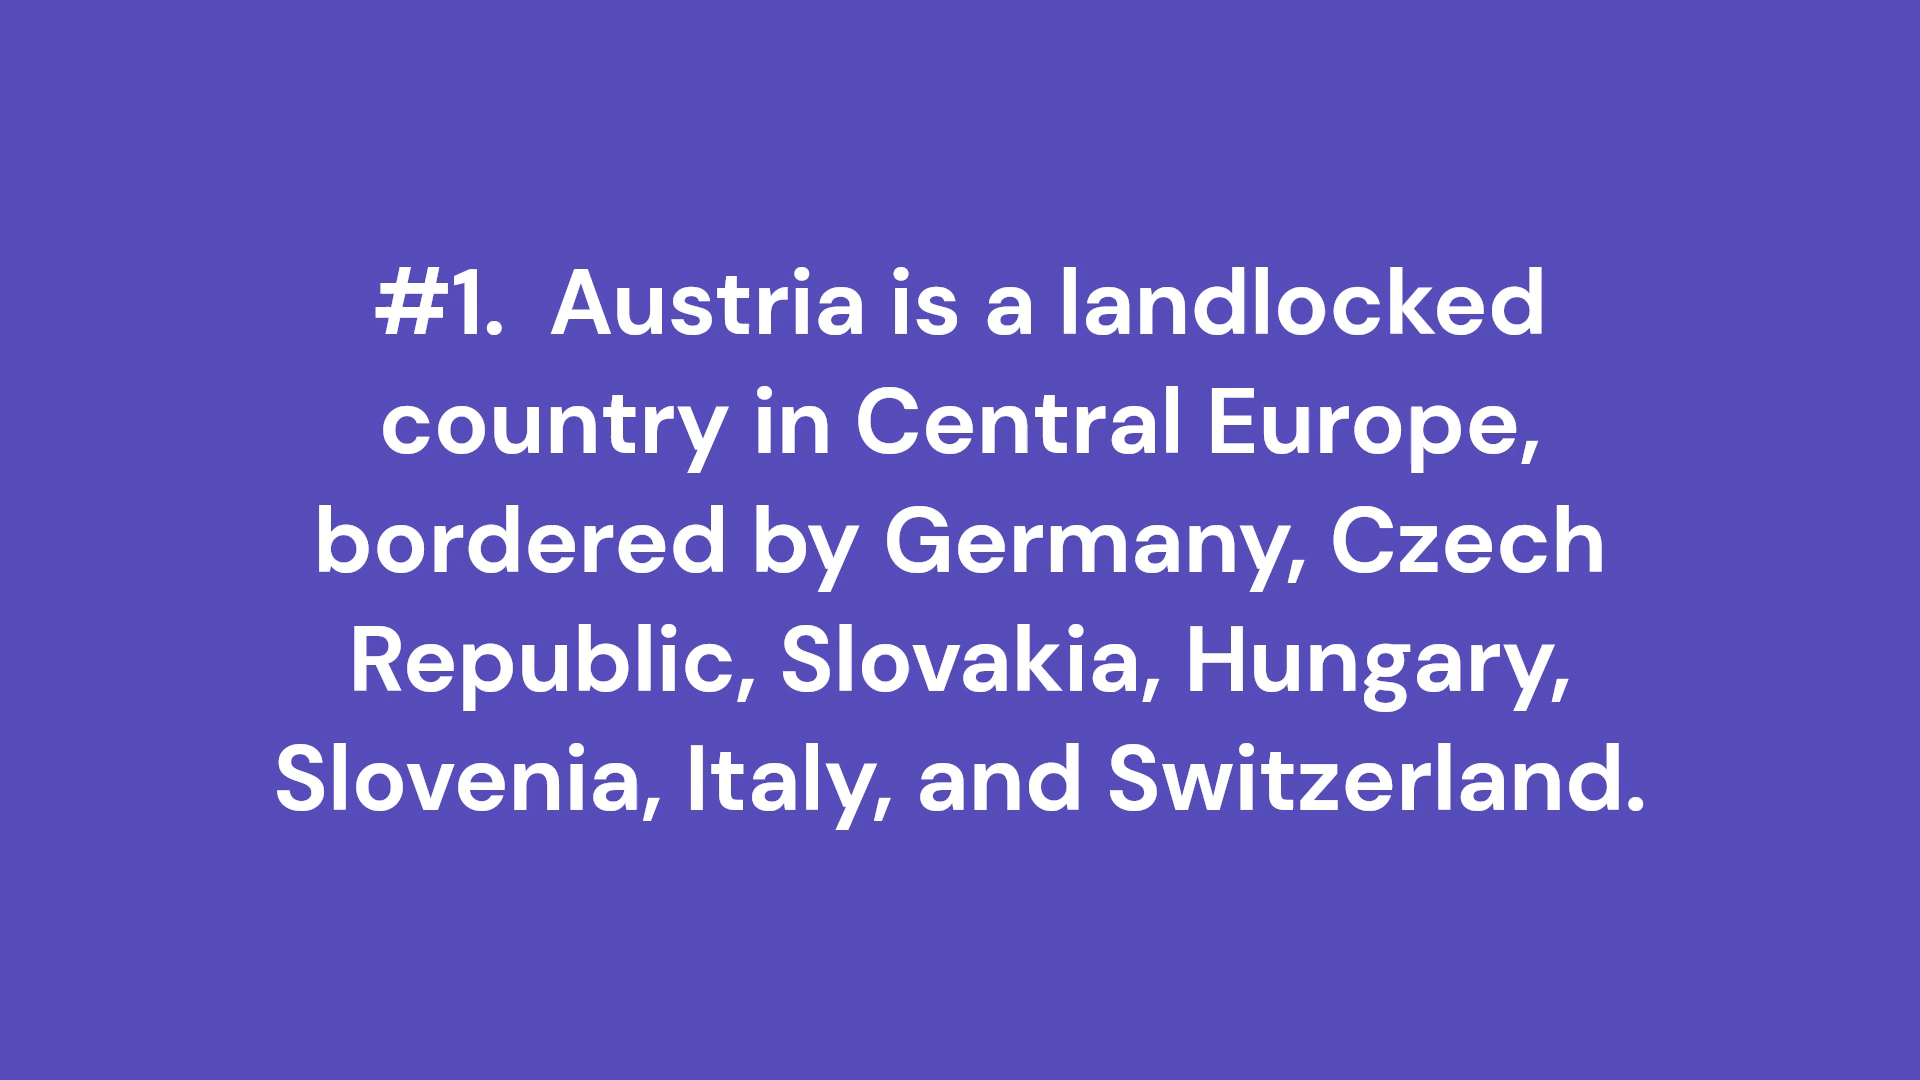 #1.  Austria is a landlocked
country in Central Europe,
bordered by Germany, Czech
Republic, Slovakia, Hungary,
Slovenia, Italy, and Switzerland.